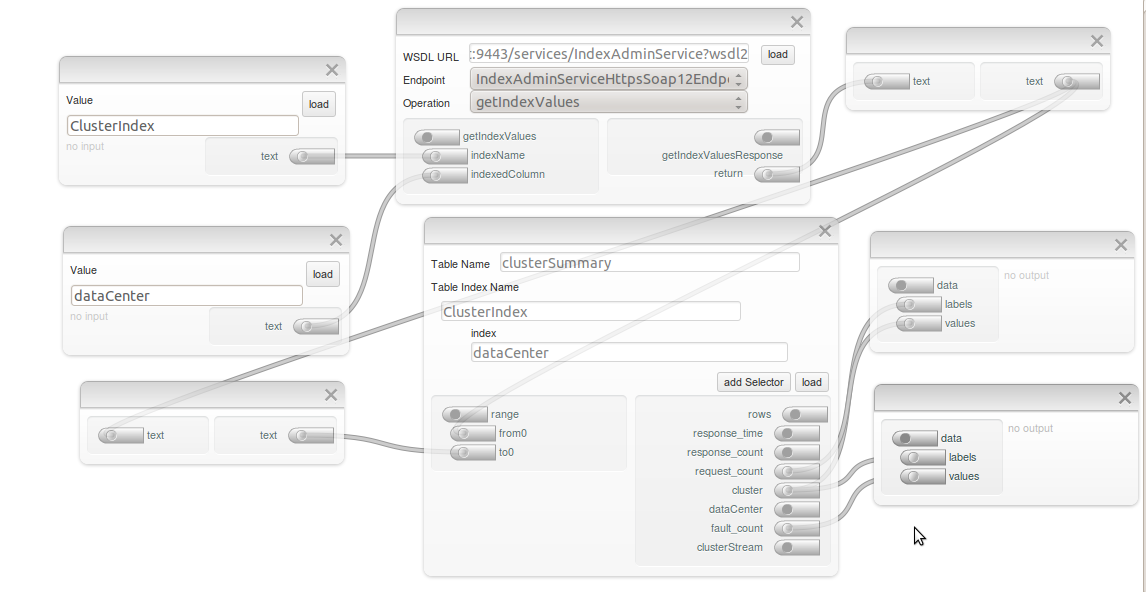 Value
load
ClusterIndex
no input
text
WSDL URL :9443/services/IndexAdminService?wsdl2 load
Endpoint IndexAdminServiceHttpsSoap12Endp
Operation getIndexValues
getIndexValues
indexName
indexedColumn
getIndexValuesResponse
return
text text
Value
load
dataCenter
no input
text
text text
Table Name clusterSummary
Table Index Name
ClusterIndex
index
dataCenter
add Selector load
range
from0
to0
rows
response_time
response_count
request_count
cluster
dataCenter
fault_count
clusterStream
data
labels
values
no output
data
labels
values
no output